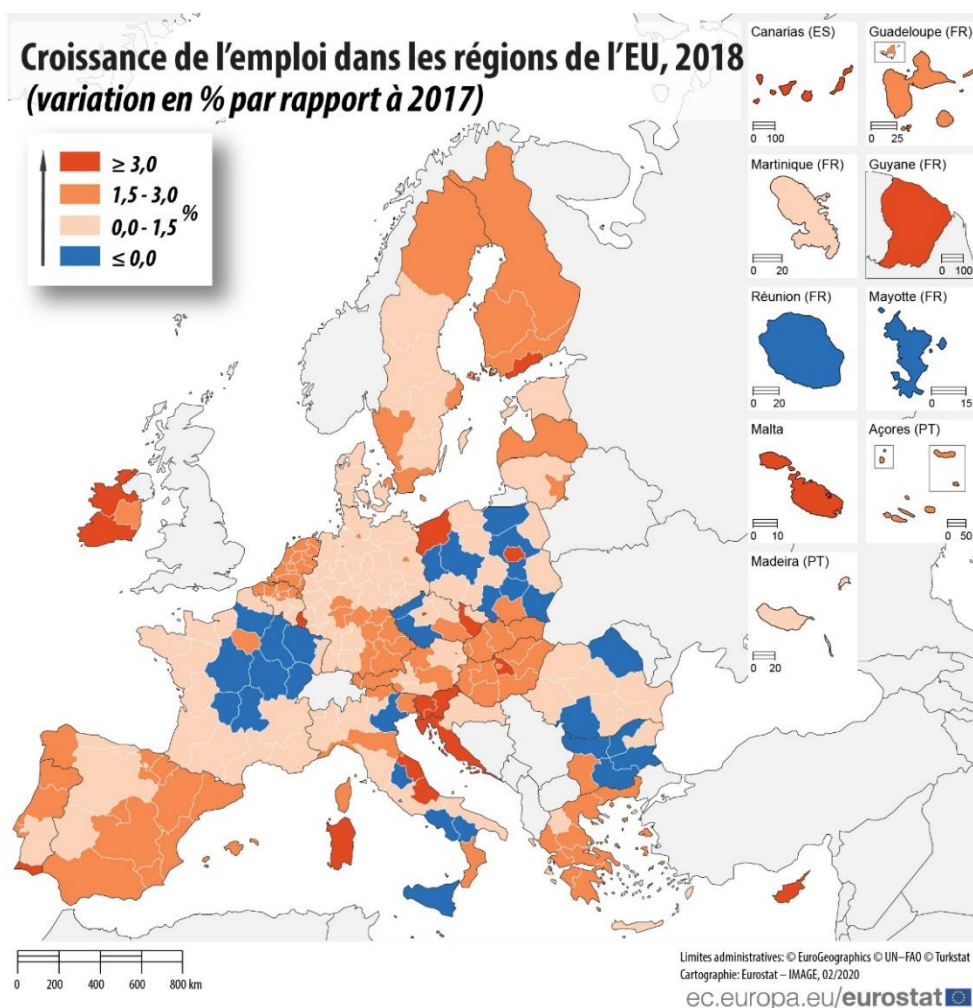 Croissance de l'emploi dans les régions de l'EU, 2018
(variation en % par rapport à 2017)
≥ 3,0
1,5 - 3,0
0,0 - 1,5
≤ 0,0
%
Canarias (ES)
0 100
Guadeloupe (FR)
0 25
Martinique (FR)
0 20
Guyane (FR)
0 100
Réunion (FR)
0 20
Mayotte (FR)
0 15
Malta
0 10
Açores (PT)
0 50
Madeira (PT)
0 20
0 200 400 600 800 km
Limites administratives: © EuroGeographics © UN–FAO © Turkstat
Cartographie: Eurostat – IMAGE, 02/2020
ec.europa.eu/eurostat